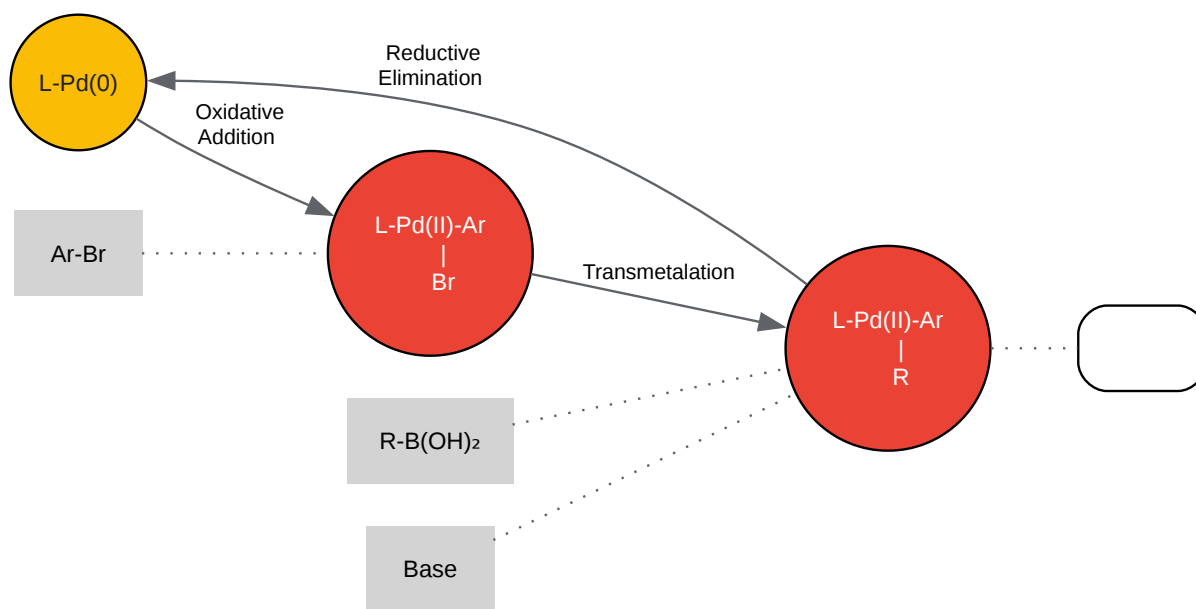 Reductive
Elimination
L-Pd(0)
Oxidative
Addition
L-Pd(II)-Ar
|
Br
Ar-Br
Transmetalation
L-Pd(II)-Ar
|
R
R-B(OH)₂
Base